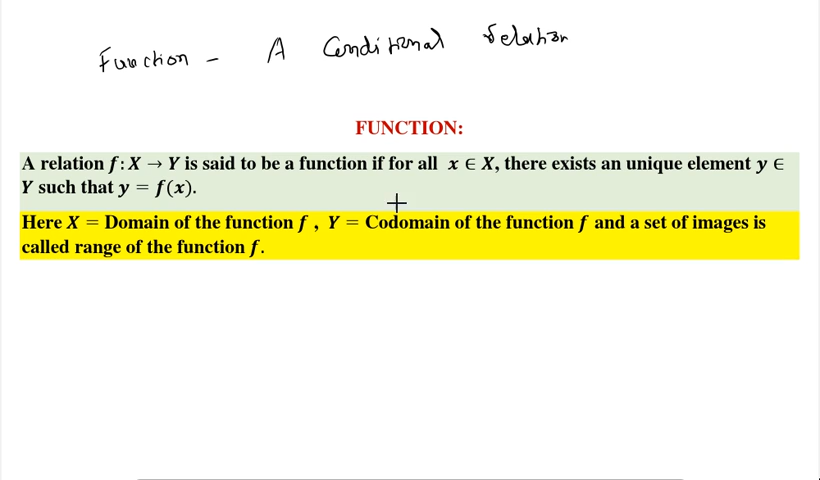 Function - A Conditional relation
FUNCTION:
A relation f: X → Y is said to be a function if for all x ∈ X, there exists an unique element y ∈
Y such that y = f(x).
Here X = Domain of the function f , Y = Codomain of the function f and a set of images is
called range of the function f.